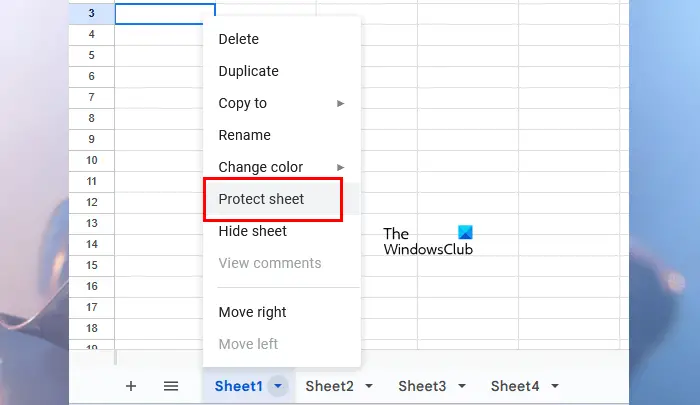 3
4
5
6
7
8
9
10
11
12
13
14
15
16
17
18
19
Delete
Duplicate
Copy to
Rename
Change color
Protect sheet
Hide sheet
View comments
Move right
Move left
The
WindowsClub
Sheet1 Sheet2 Sheet3 Sheet4